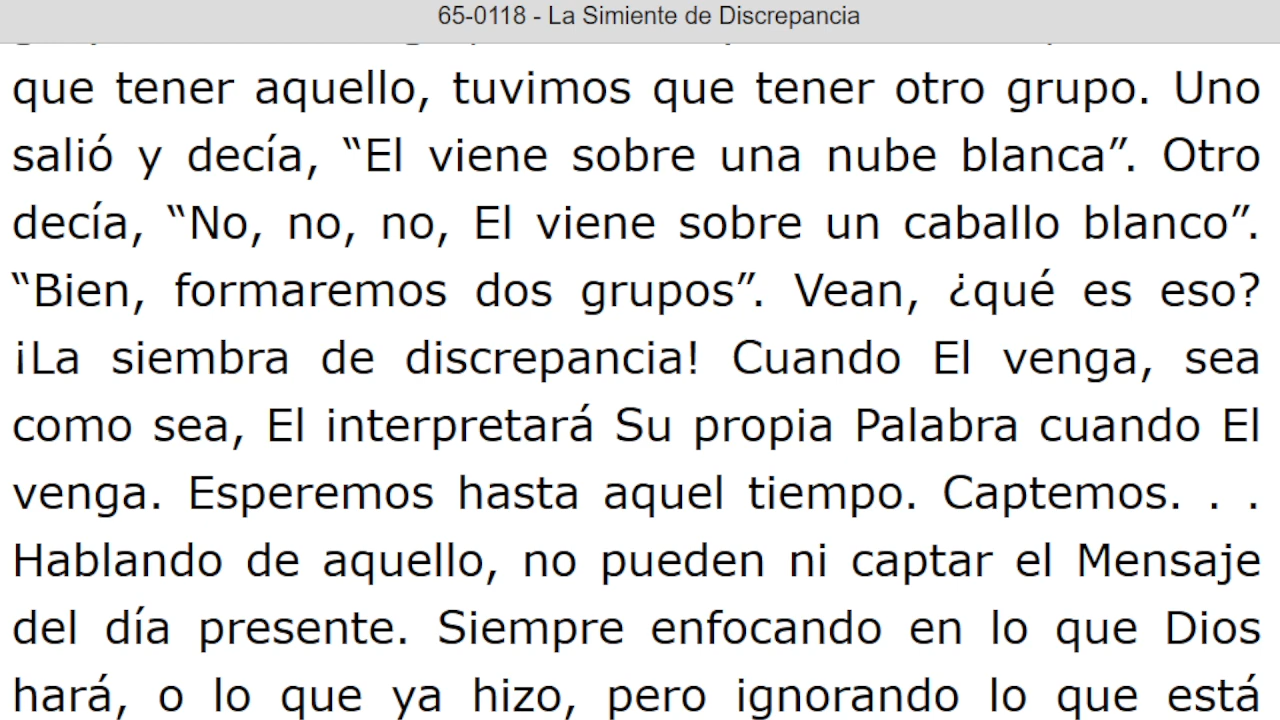 65-0118 - La Simiente de Discrepancia
que tener aquello, tuvimos que tener otro grupo. Uno
salió y decía, “El viene sobre una nube blanca”. Otro
decía, “No, no, no, El viene sobre un caballo blanco”.
“Bien, formaremos dos grupos”. Vean, ¿qué es eso?
¡La siembra de discrepancia! Cuando El venga, sea
como sea, El interpretará Su propia Palabra cuando El
venga. Esperemos hasta aquel tiempo. Captemos. . .
Hablando de aquello, no pueden ni captar el Mensaje
del día presente. Siempre enfocando en lo que Dios
hará, o lo que ya hizo, pero ignorando lo que está